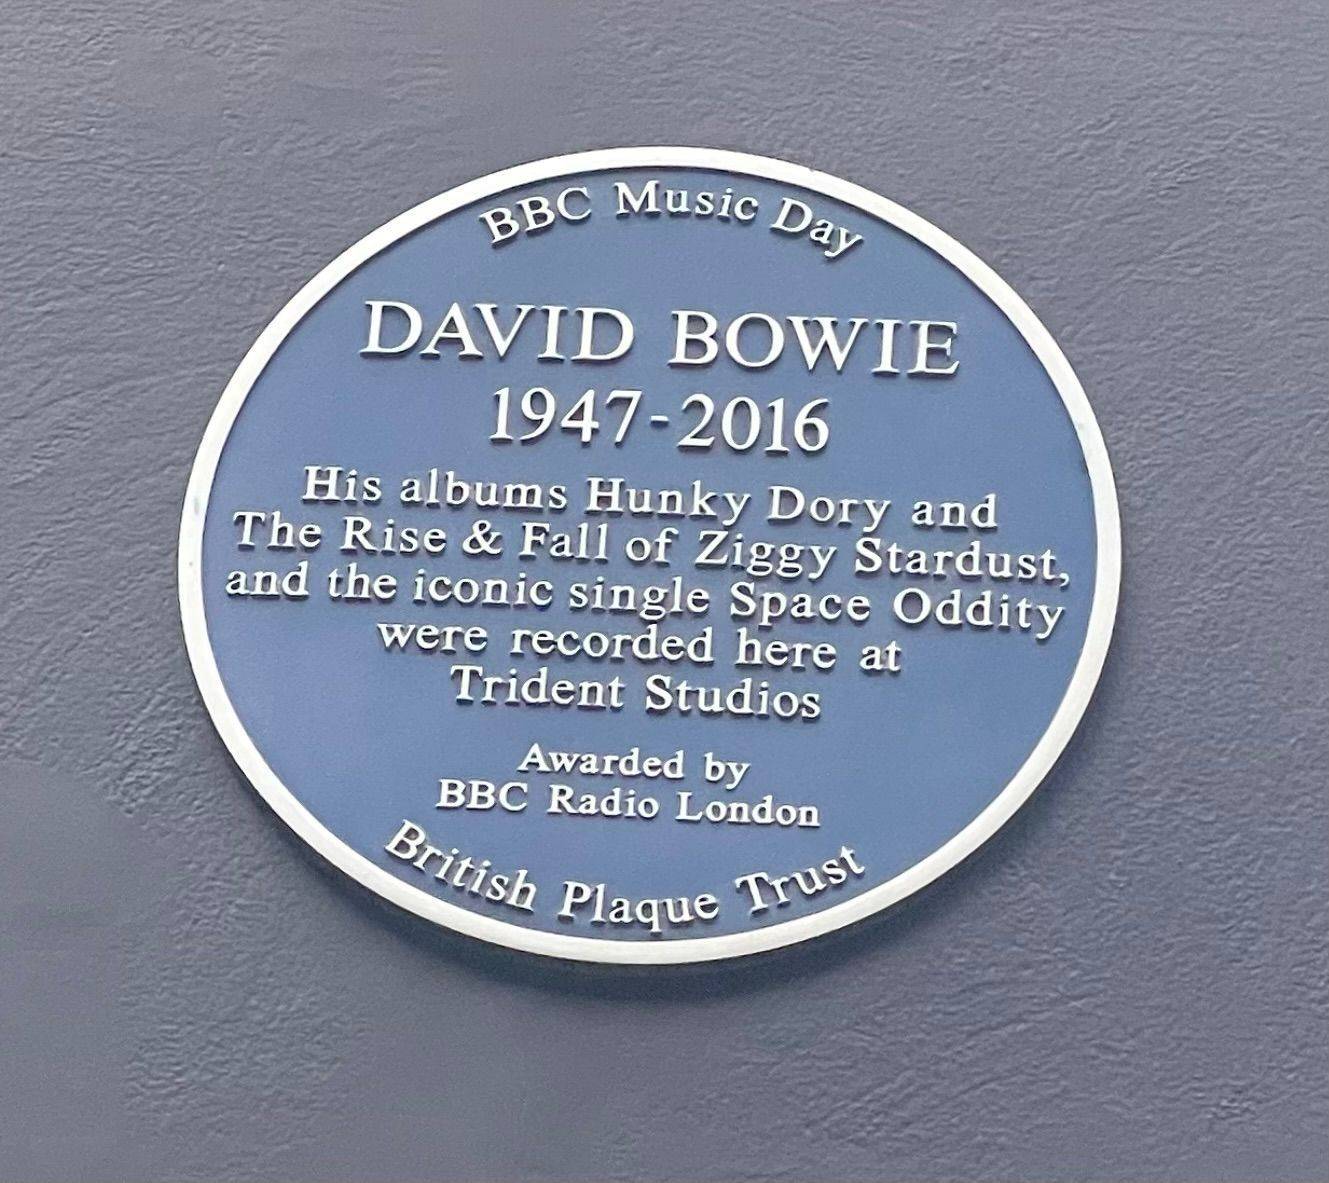 BBC Music Day
DAVID BOWIE
1947-2016
His albums Hunky Dory and
The Rise & Fall of Ziggy Stardust,
and the iconic single Space Oddity
were recorded here at
Trident Studios
Awarded by
BBC Radio London
British Plaque Trust